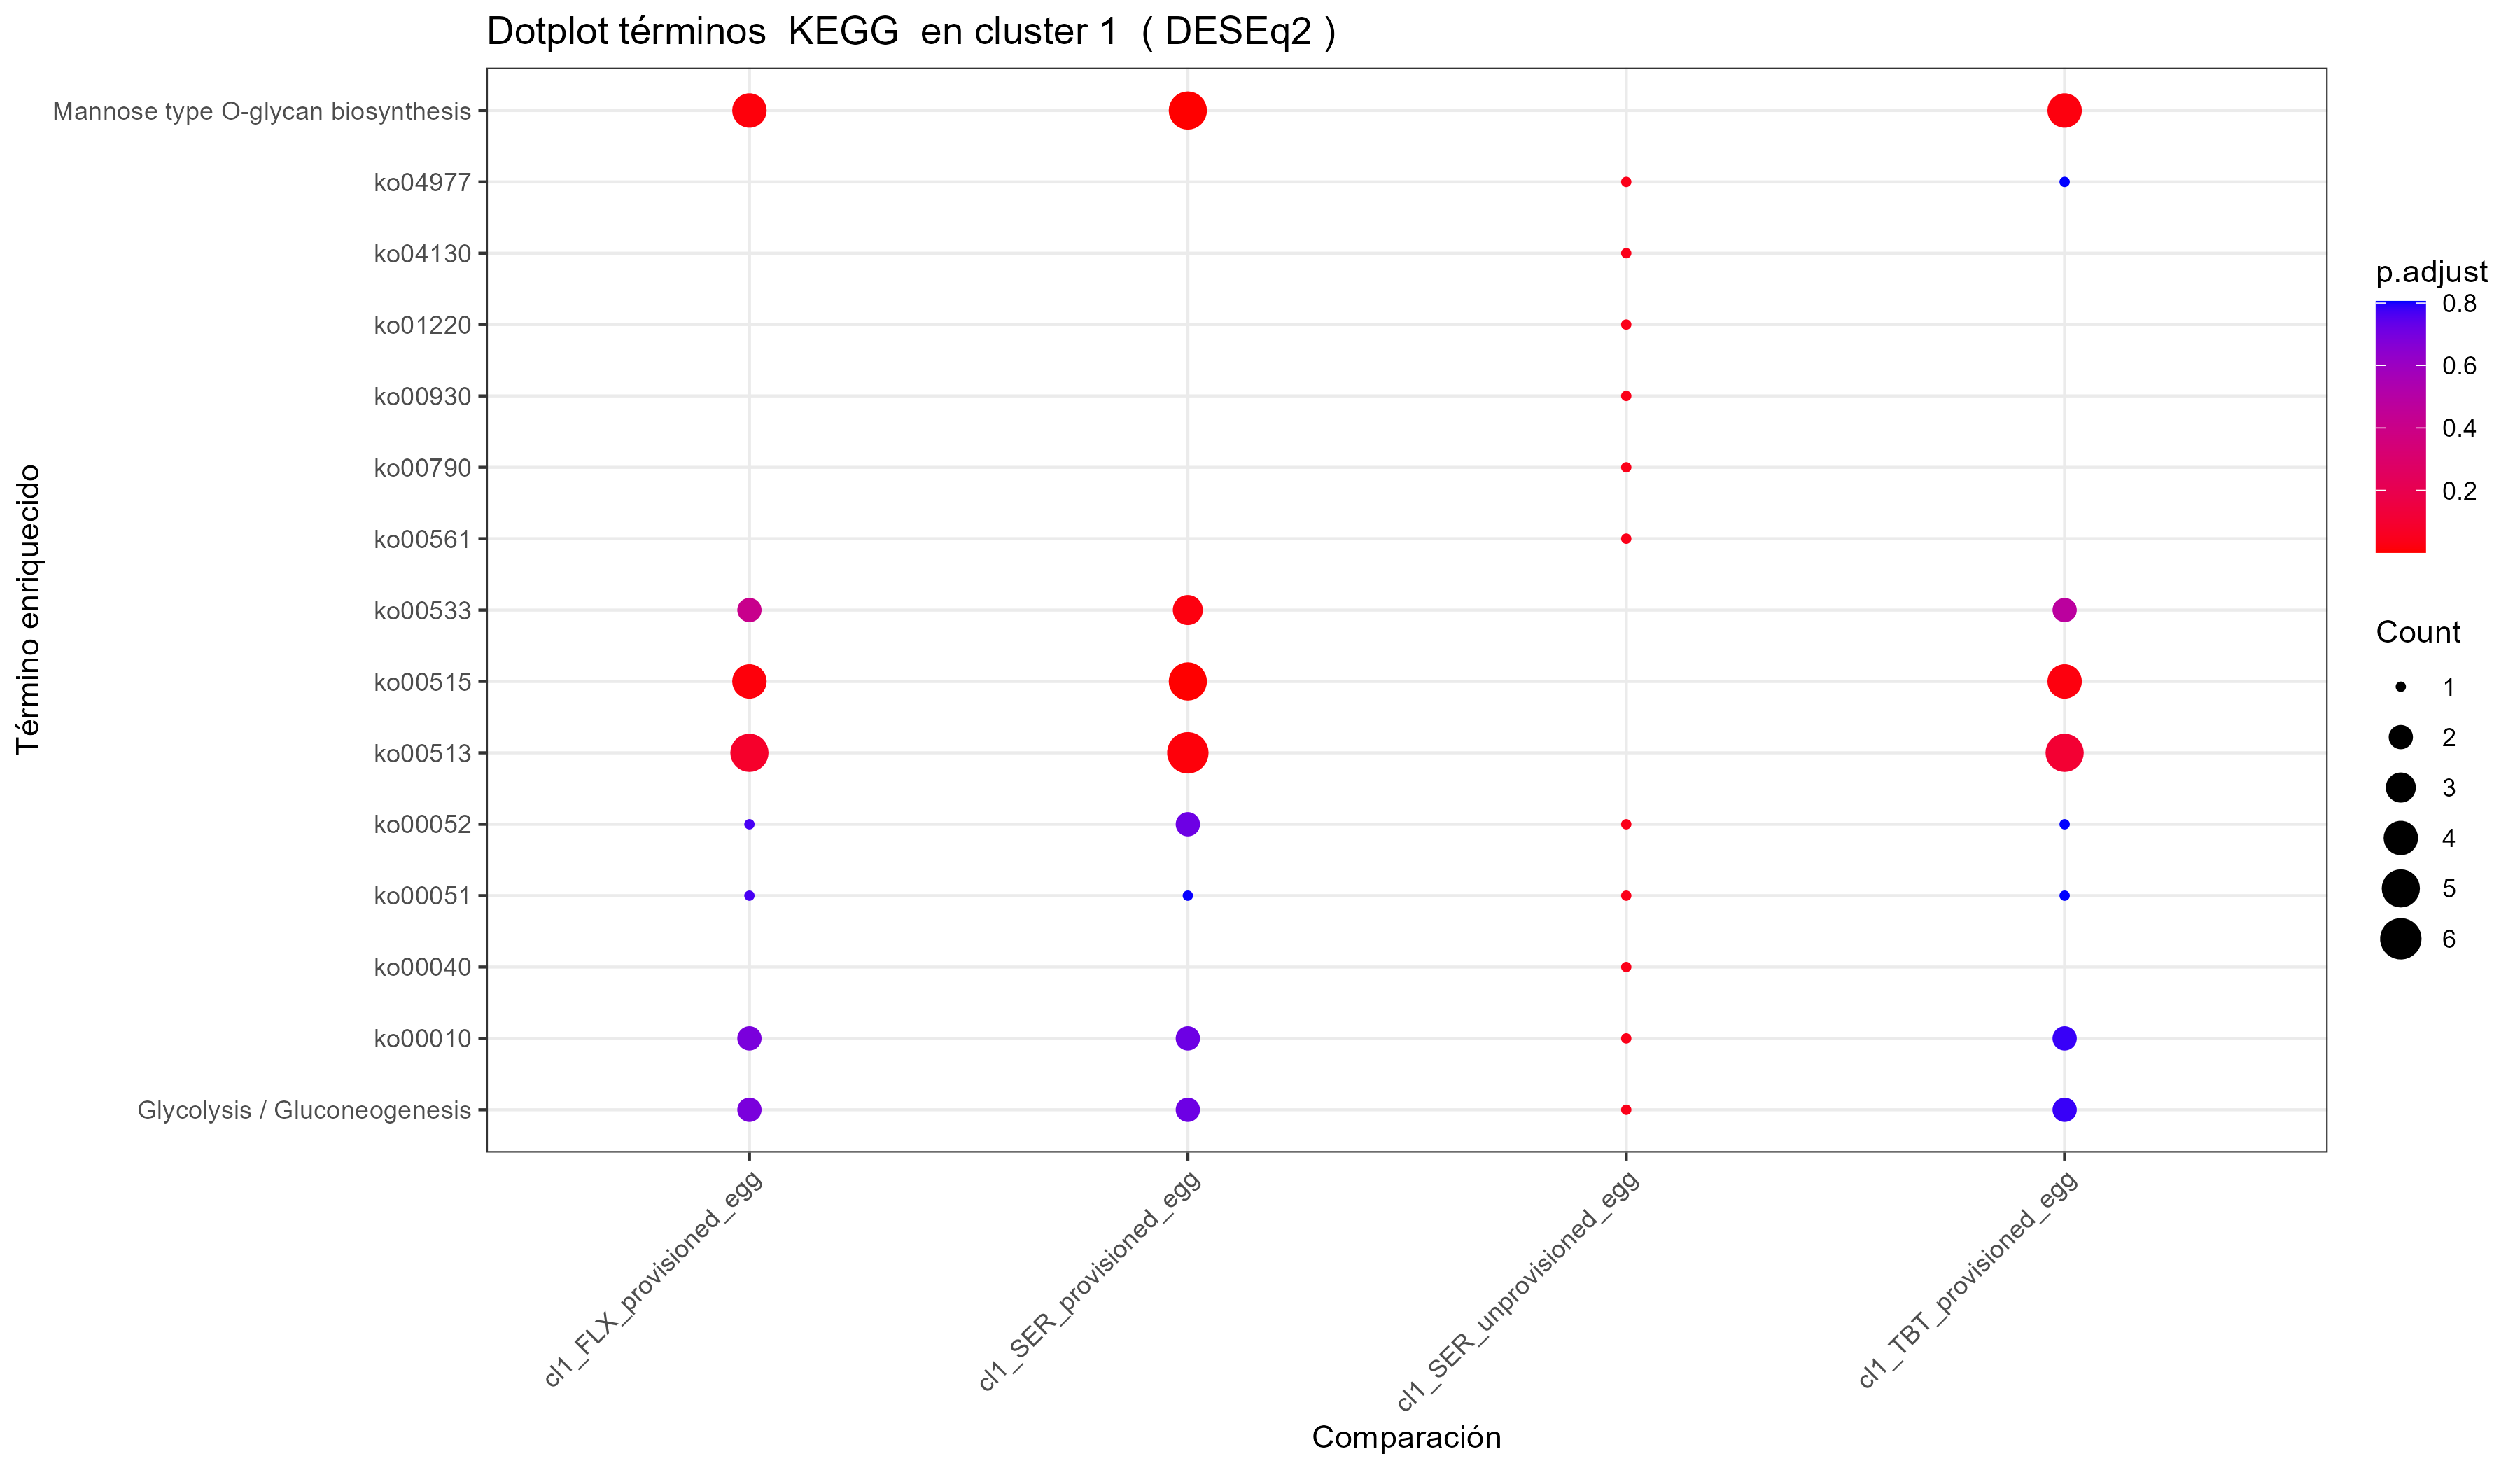 Dotplot términos  KEGG  en cluster 1  ( DESEq2 )
Término enriquecido
Mannose type O-glycan biosynthesis
ko04977
ko04130
ko01220
ko00930
ko00790
ko00561
ko00533
ko00515
ko00513
ko00052
ko00051
ko00040
ko00010
Glycolysis / Gluconeogenesis
cl1_FLX_provisioned_egg
cl1_SER_provisioned_egg
cl1_SER_unprovisioned_egg
cl1_TBT_provisioned_egg
Comparación
p.adjust
0.8
0.6
0.4
0.2
Count
1
2
3
4
5
6